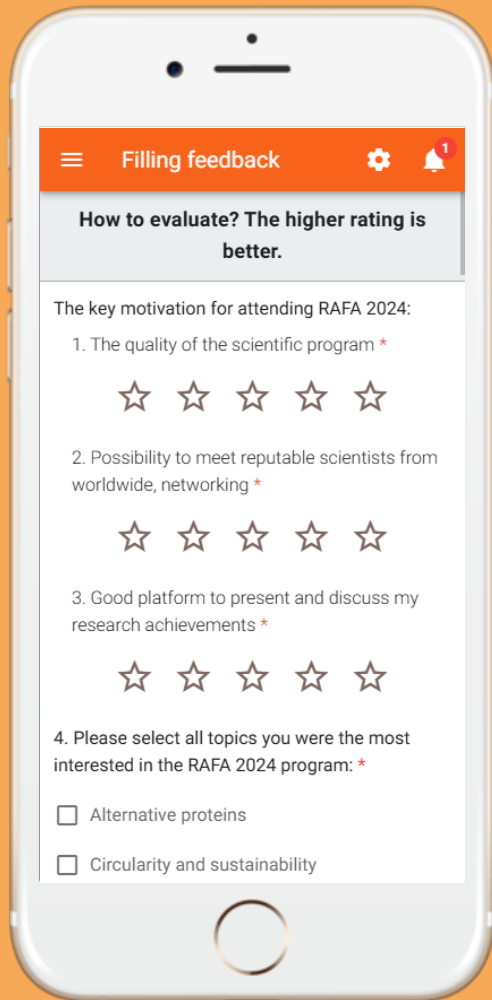 Filling feedback
1
How to evaluate? The higher rating is
better.
The key motivation for attending RAFA 2024:
1. The quality of the scientific program *
2. Possibility to meet reputable scientists from
worldwide, networking *
3. Good platform to present and discuss my
research achievements *
4. Please select all topics you were the most
interested in the RAFA 2024 program: *
Alternative proteins
Circularity and sustainability